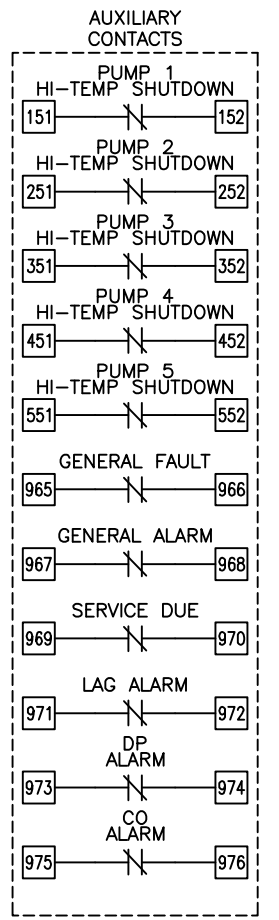 AUXILIARY
CONTACTS
PUMP 1
HI-TEMP SHUTDOWN
151 152
PUMP 2
HI-TEMP SHUTDOWN
251 252
PUMP 3
HI-TEMP SHUTDOWN
351 352
PUMP 4
HI-TEMP SHUTDOWN
451 452
PUMP 5
HI-TEMP SHUTDOWN
551 552
GENERAL FAULT
965 966
GENERAL ALARM
967 968
SERVICE DUE
969 970
LAG ALARM
971 972
DP
ALARM
973 974
CO
ALARM
975 976